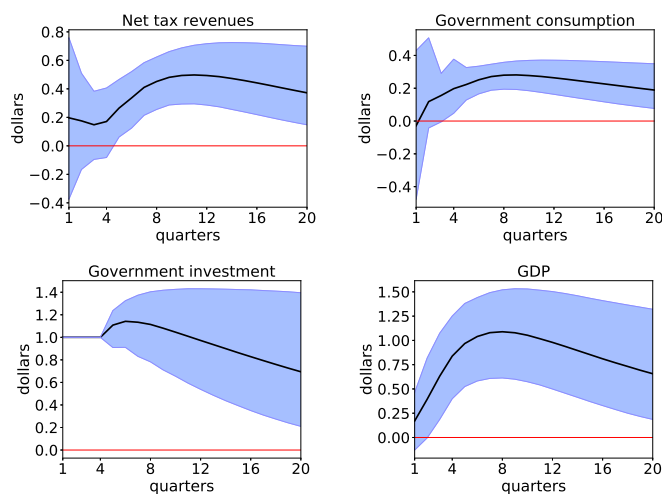 Net tax revenues
0.8
0.6
0.4
0.2
0.0
−0.2
−0.4
dollars
1 4 8 12 16 20
quarters
Government consumption
0.4
0.2
0.0
−0.2
−0.4
dollars
1 4 8 12 16 20
quarters
Government investment
1.4
1.2
1.0
0.8
0.6
0.4
0.2
0.0
dollars
1 4 8 12 16 20
quarters
GDP
1.50
1.25
1.00
0.75
0.50
0.25
0.00
dollars
1 4 8 12 16 20
quarters